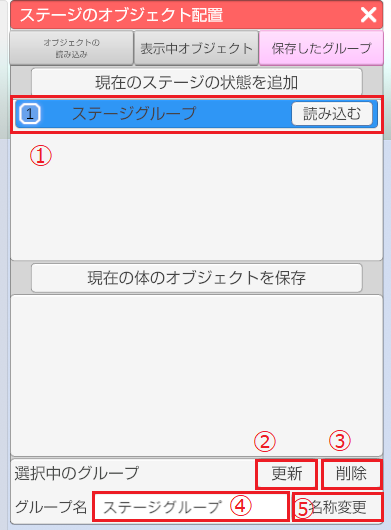 ステージのオブジェクト配置 ×
オブジェクトの
読み込み
表示中オブジェクト 保存したグループ
現在のステージの状態を追加
1 ステージグループ 読み込む
①
現在の体のオブジェクトを保存
② ③
選択中のグループ 更新 削除
グループ名 ステージグループ ④ ⑤ 名称変更